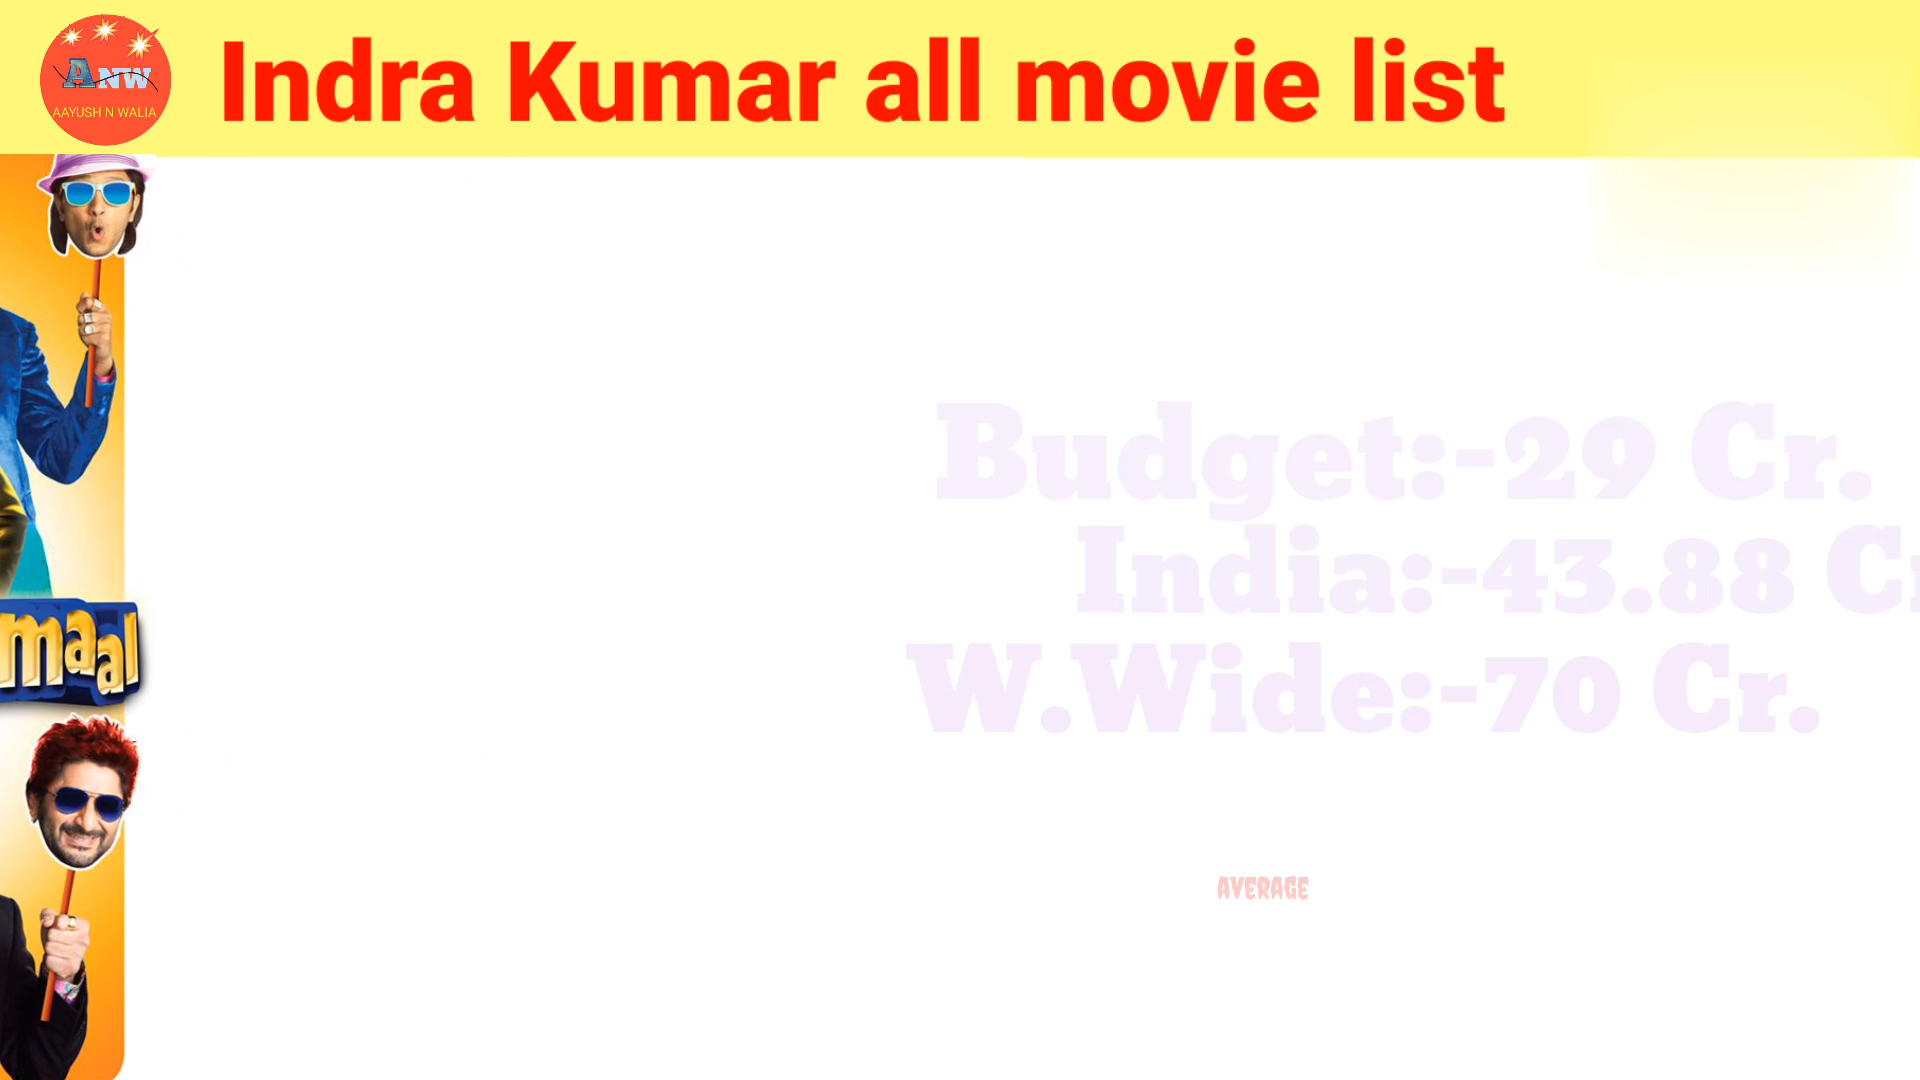 ANW
AAYUSH N WALIA
Indra Kumar all movie list
Budget:-29 Cr.
India:-43.88 Cr
W.Wide:-70 Cr.
maal
AVERAGE